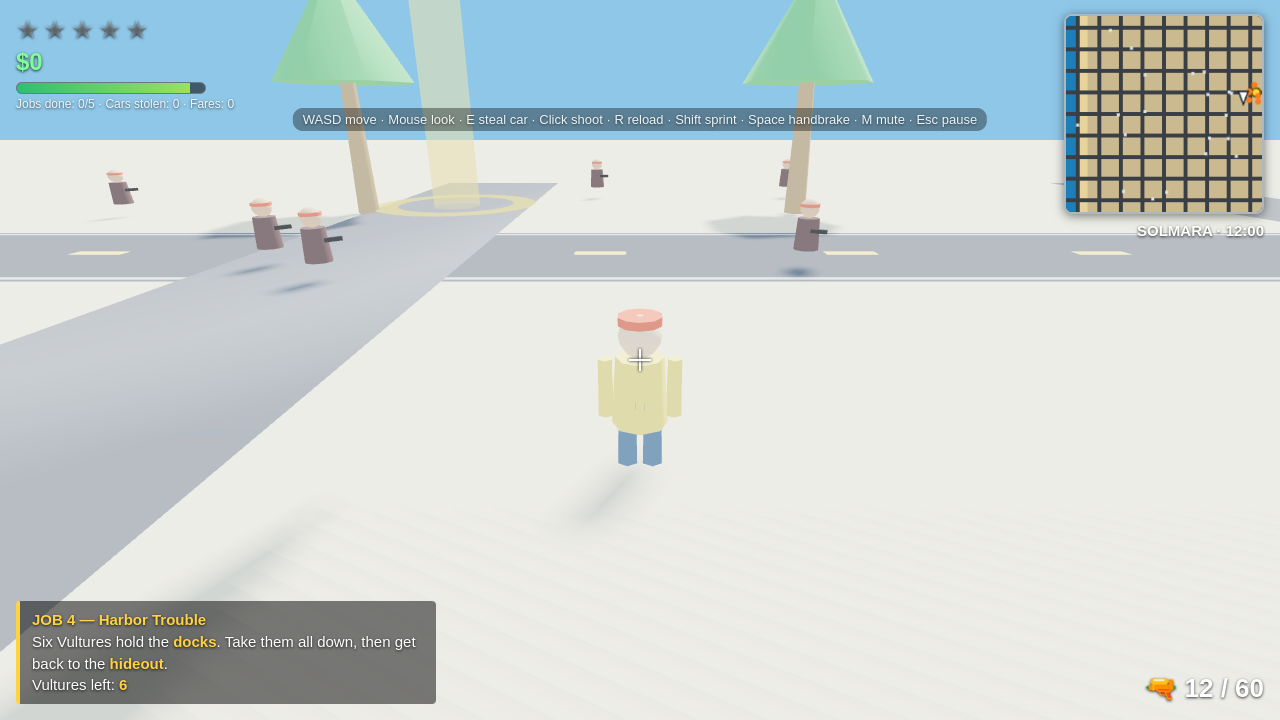 $0
Jobs done: 0/5 · Cars stolen: 0 · Fares: 0
WASD move · Mouse look · E steal car · Click shoot · R reload · Shift sprint · Space handbrake · M mute · Esc pause
SOLMARA · 12:00
JOB 4 — Harbor Trouble
Six Vultures hold the docks. Take them all down, then get
back to the hideout.
Vultures left: 6
12 / 60